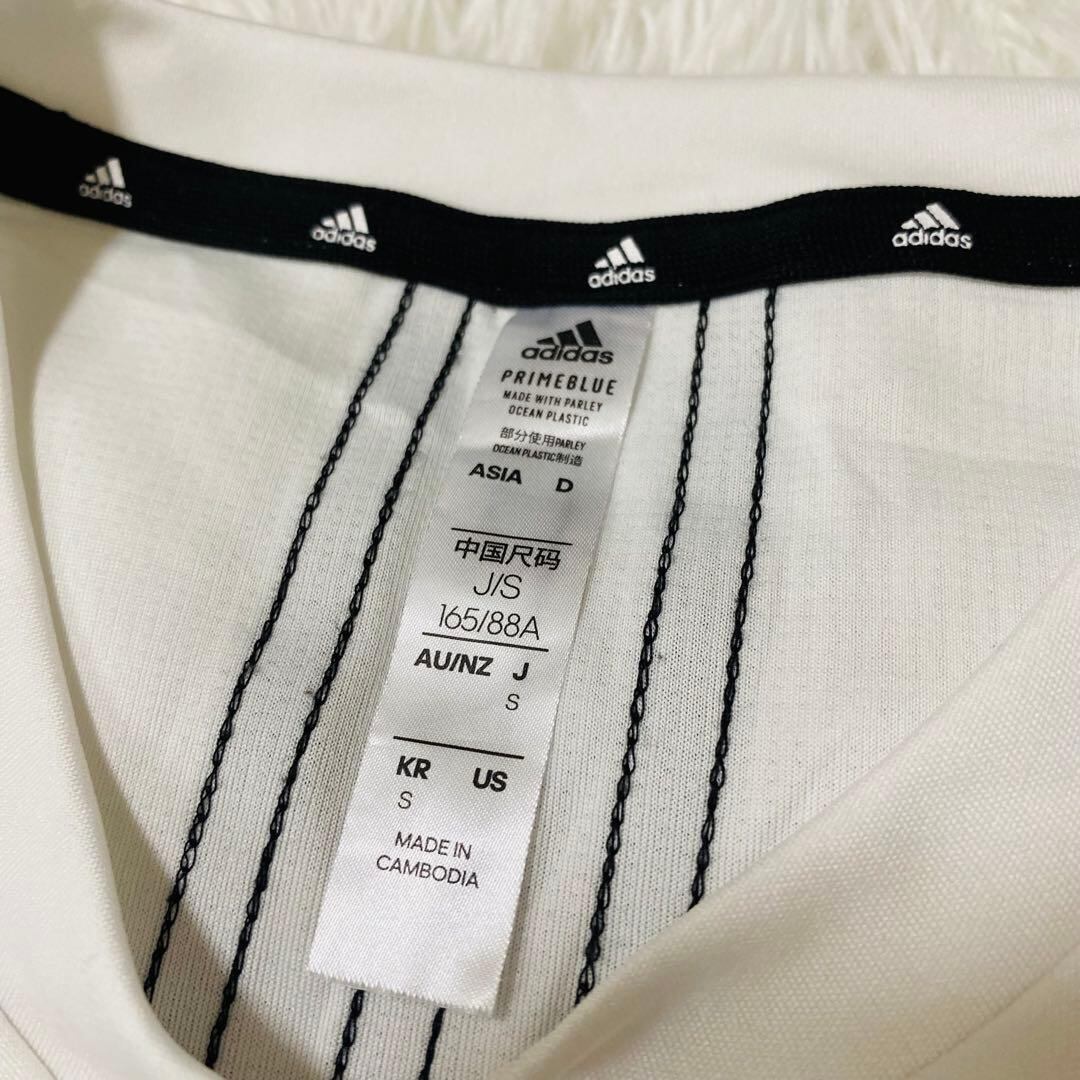 adidas
adidas
adidas
adidas
adidas
PRIMEBLUE
MADE WITH PARLEY
OCEAN PLASTIC
部分使用PARLEY
OCEAN PLASTIC制造
ASIA D
中国尺码
J/S
165/88A
AU/NZ J
S
KR US
S
MADE IN
CAMBODIA